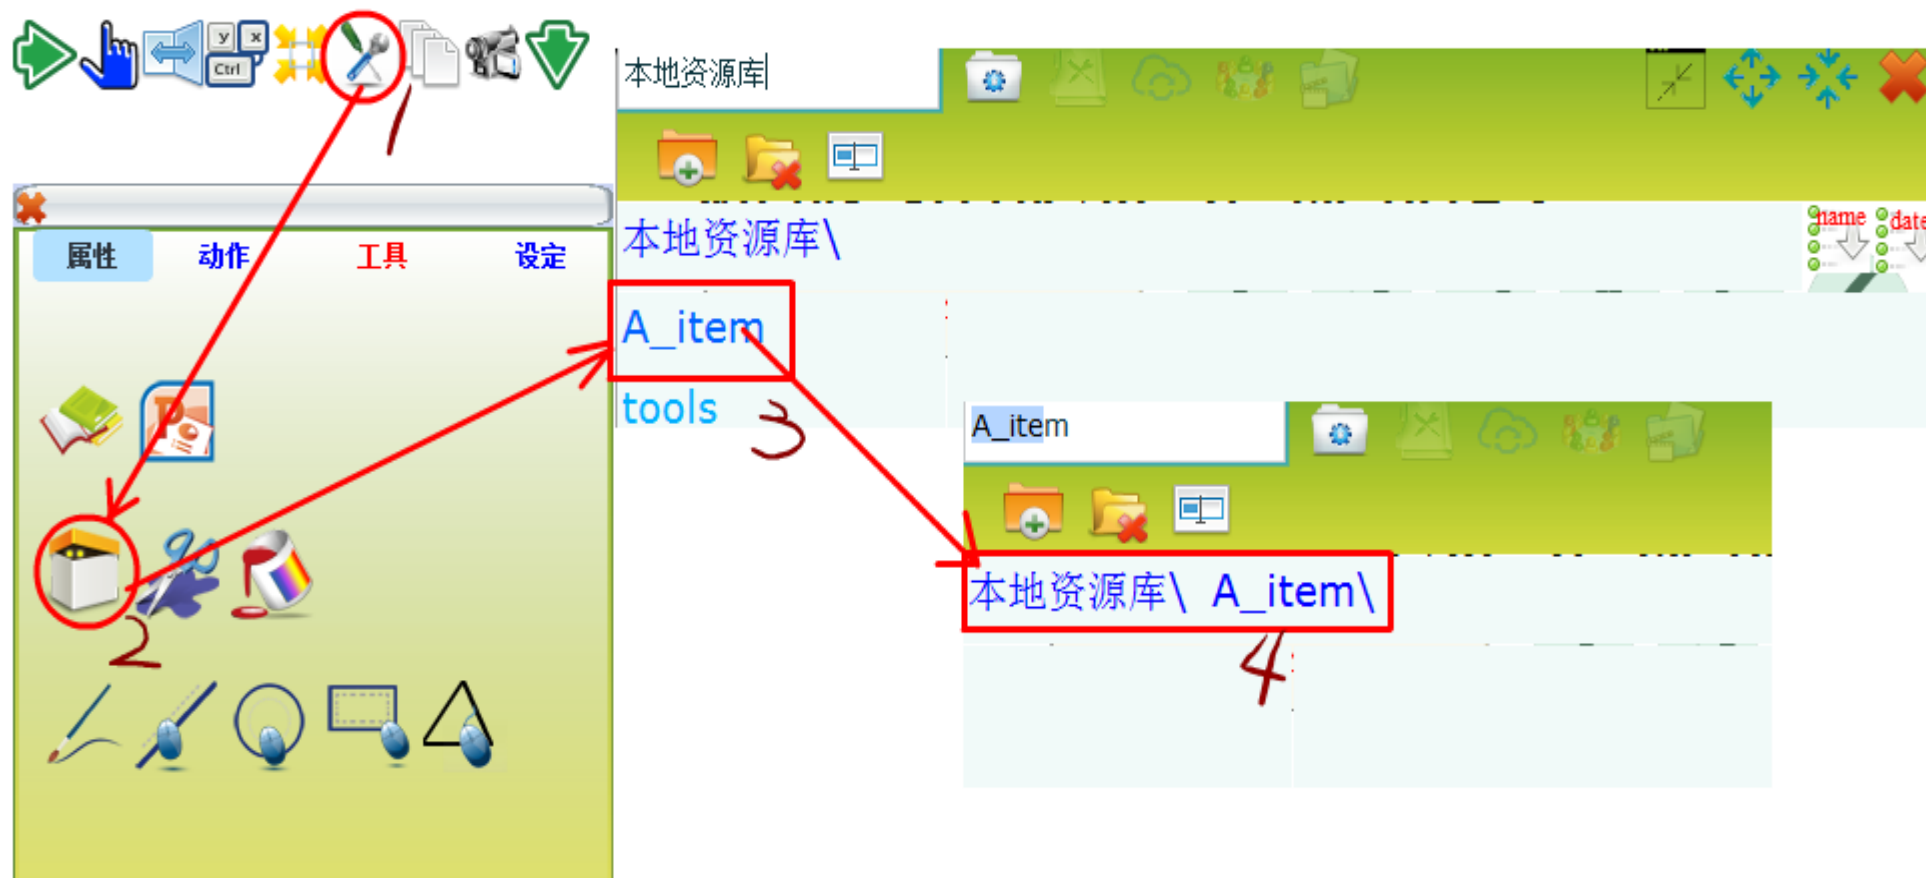 y x
Ctrl
1
本地资源库
属性 动作 工具 设定
本地资源库\
name date
A_item
tools
3
A_item
本地资源库\ A_item\
2
4